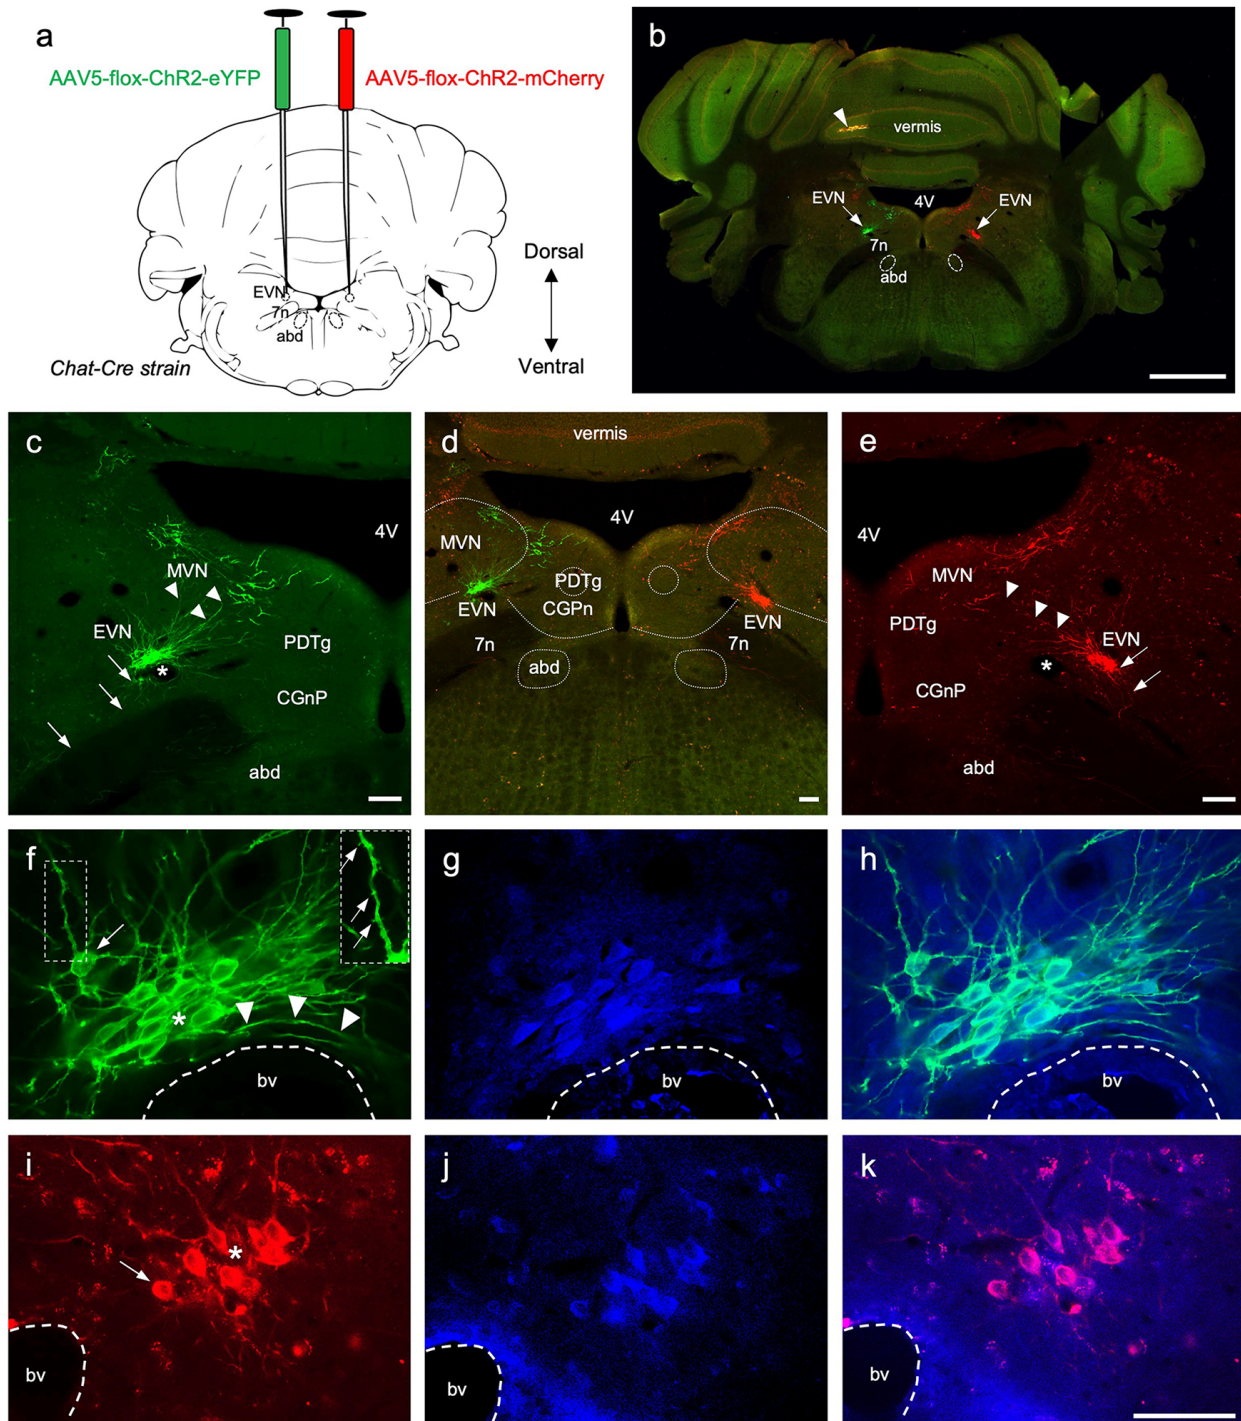 a
AAV5-flox-ChR2-eYFP
AAV5-flox-ChR2-mCherry
EVN
7n
abd
Dorsal
Ventral
Chat-Cre strain
b
vermis
EVN
4V
EVN
7n
abd
c
4V
MVN
EVN
*
PDTg
CGnP
abd
d
vermis
4V
MVN
PDTg
EVN
CGPn
EVN
7n
7n
abd
e
4V
MVN
PDTg
EVN
*
CGnP
abd
f
*
bv
g
bv
h
bv
i
*
bv
j
bv
k
bv